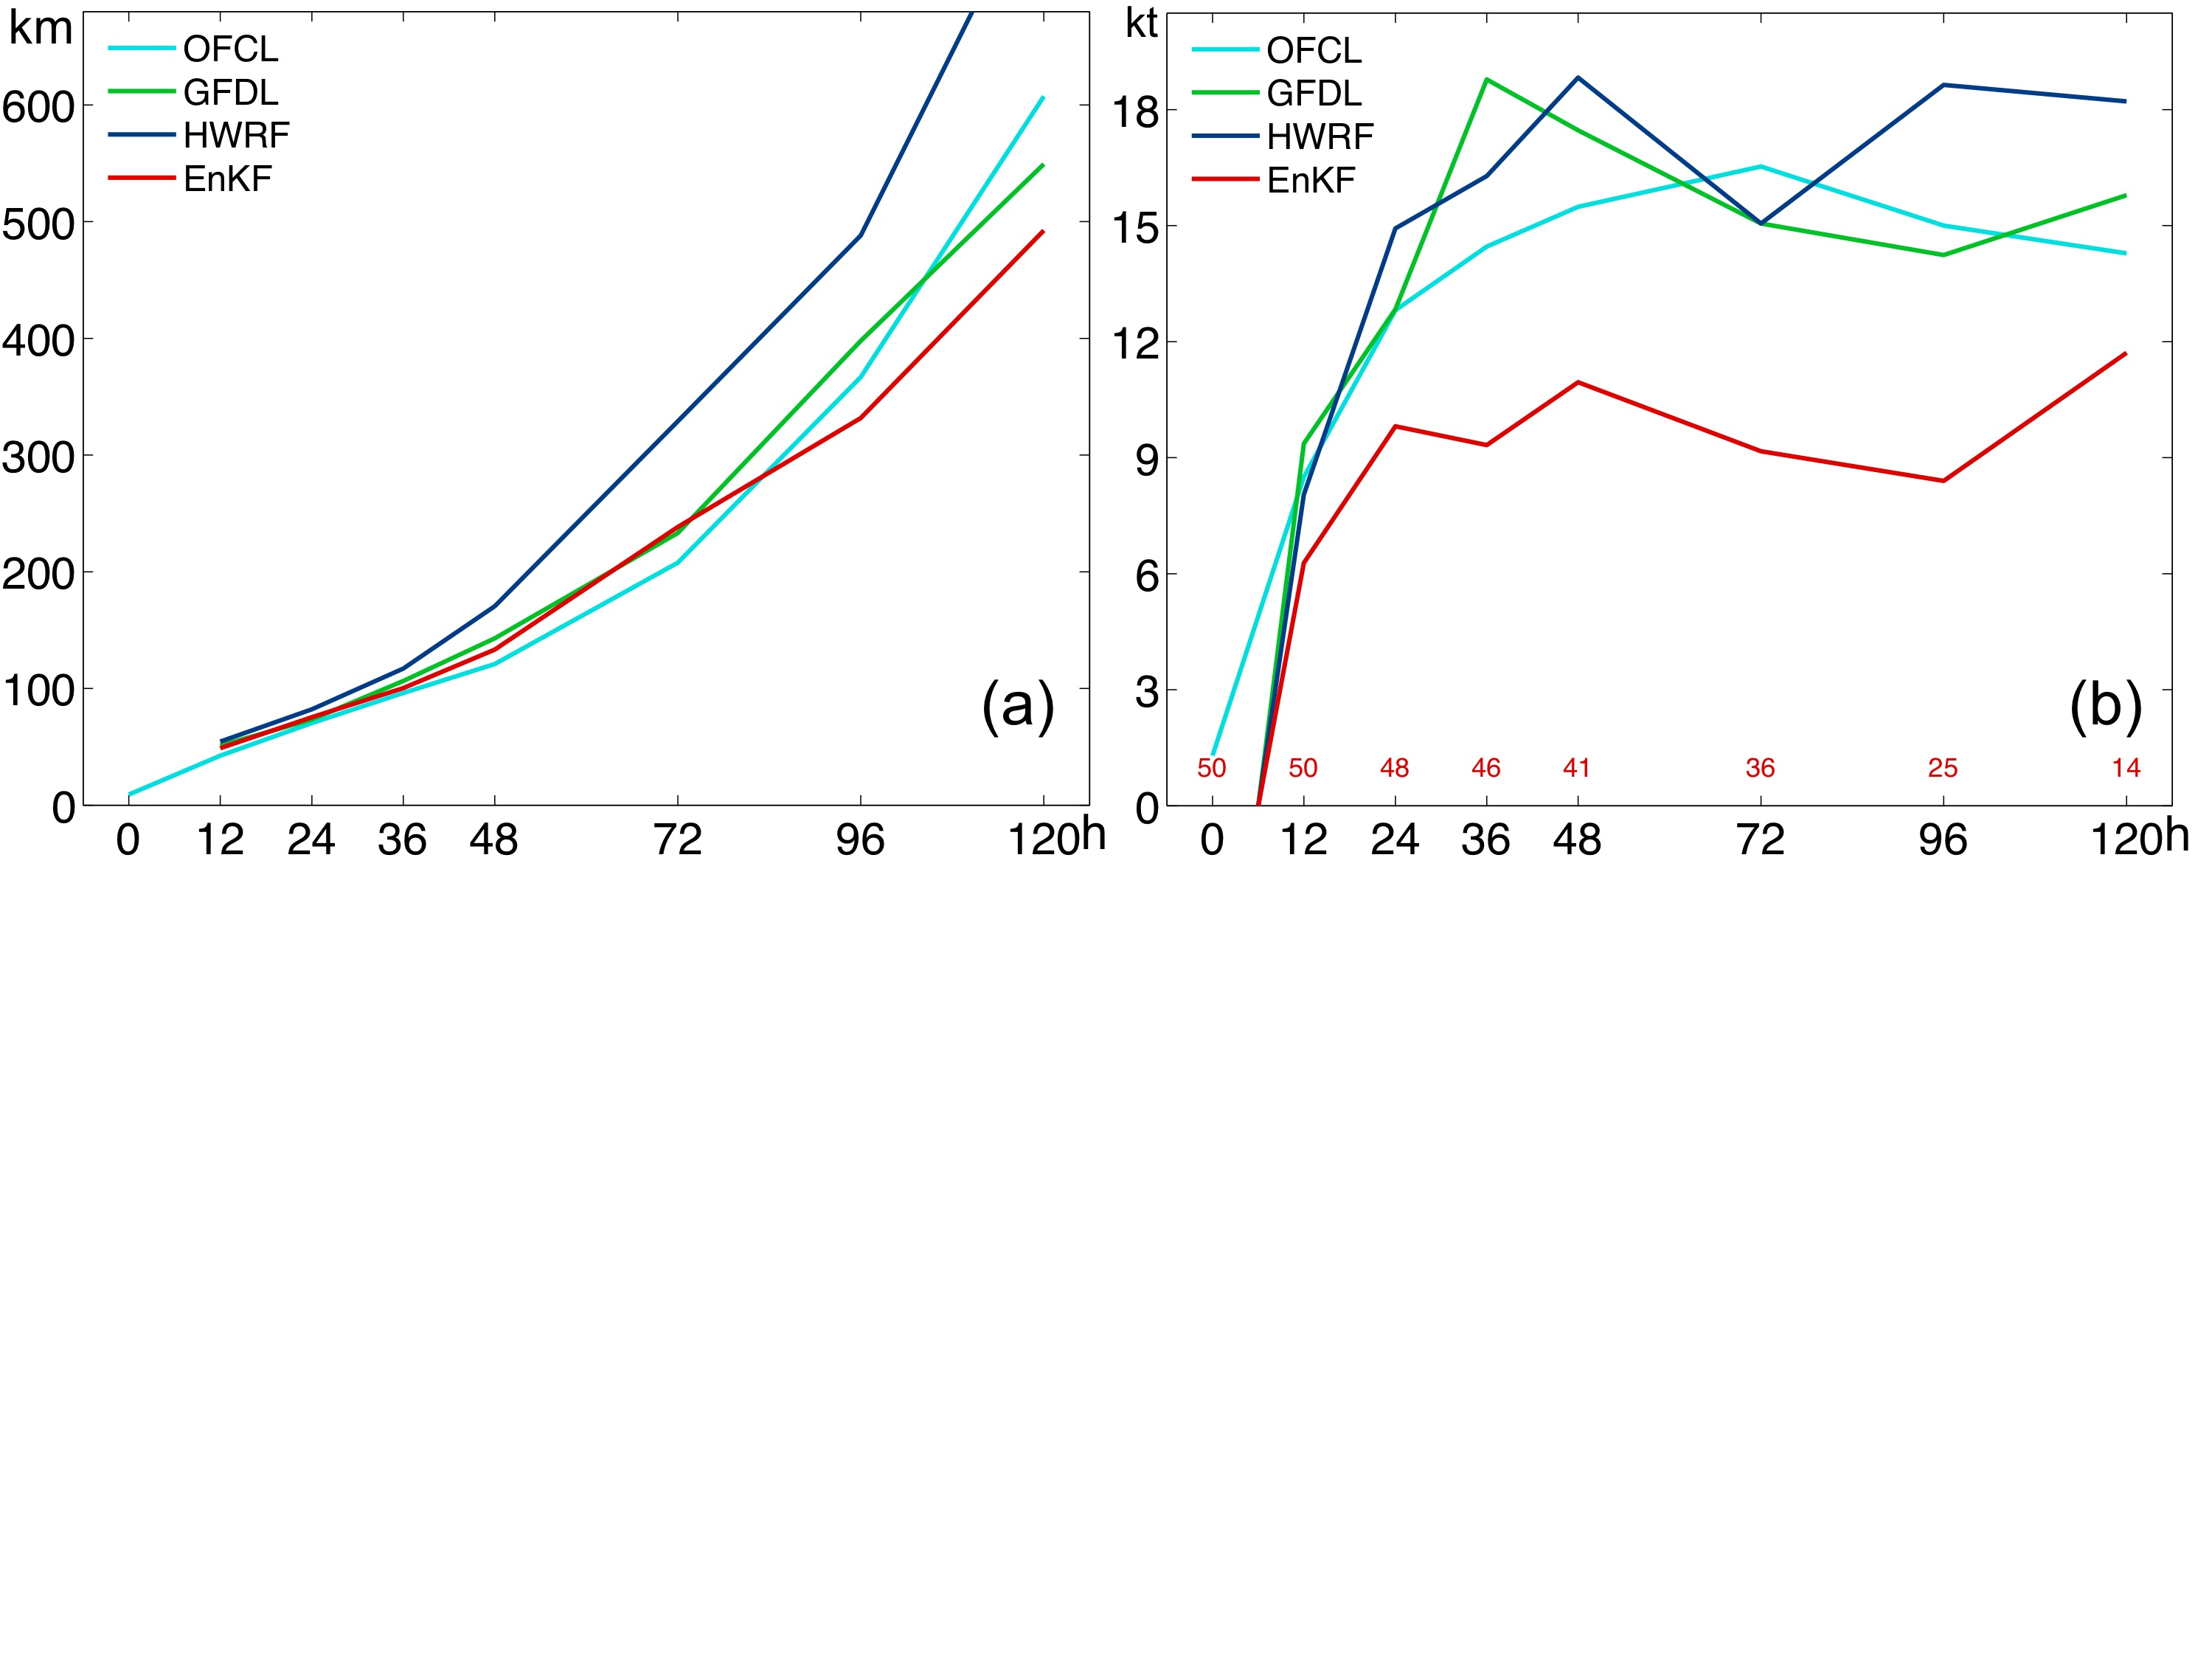 km
OFCL
GFDL
HWRF
EnKF
600
500
400
300
200
100
0
(a)
0 12 24 36 48 72 96 120h
kt
OFCL
GFDL
HWRF
EnKF
18
15
12
9
6
3
0
(b)
50 50 48 46 41 36 25 14
0 12 24 36 48 72 96 120h